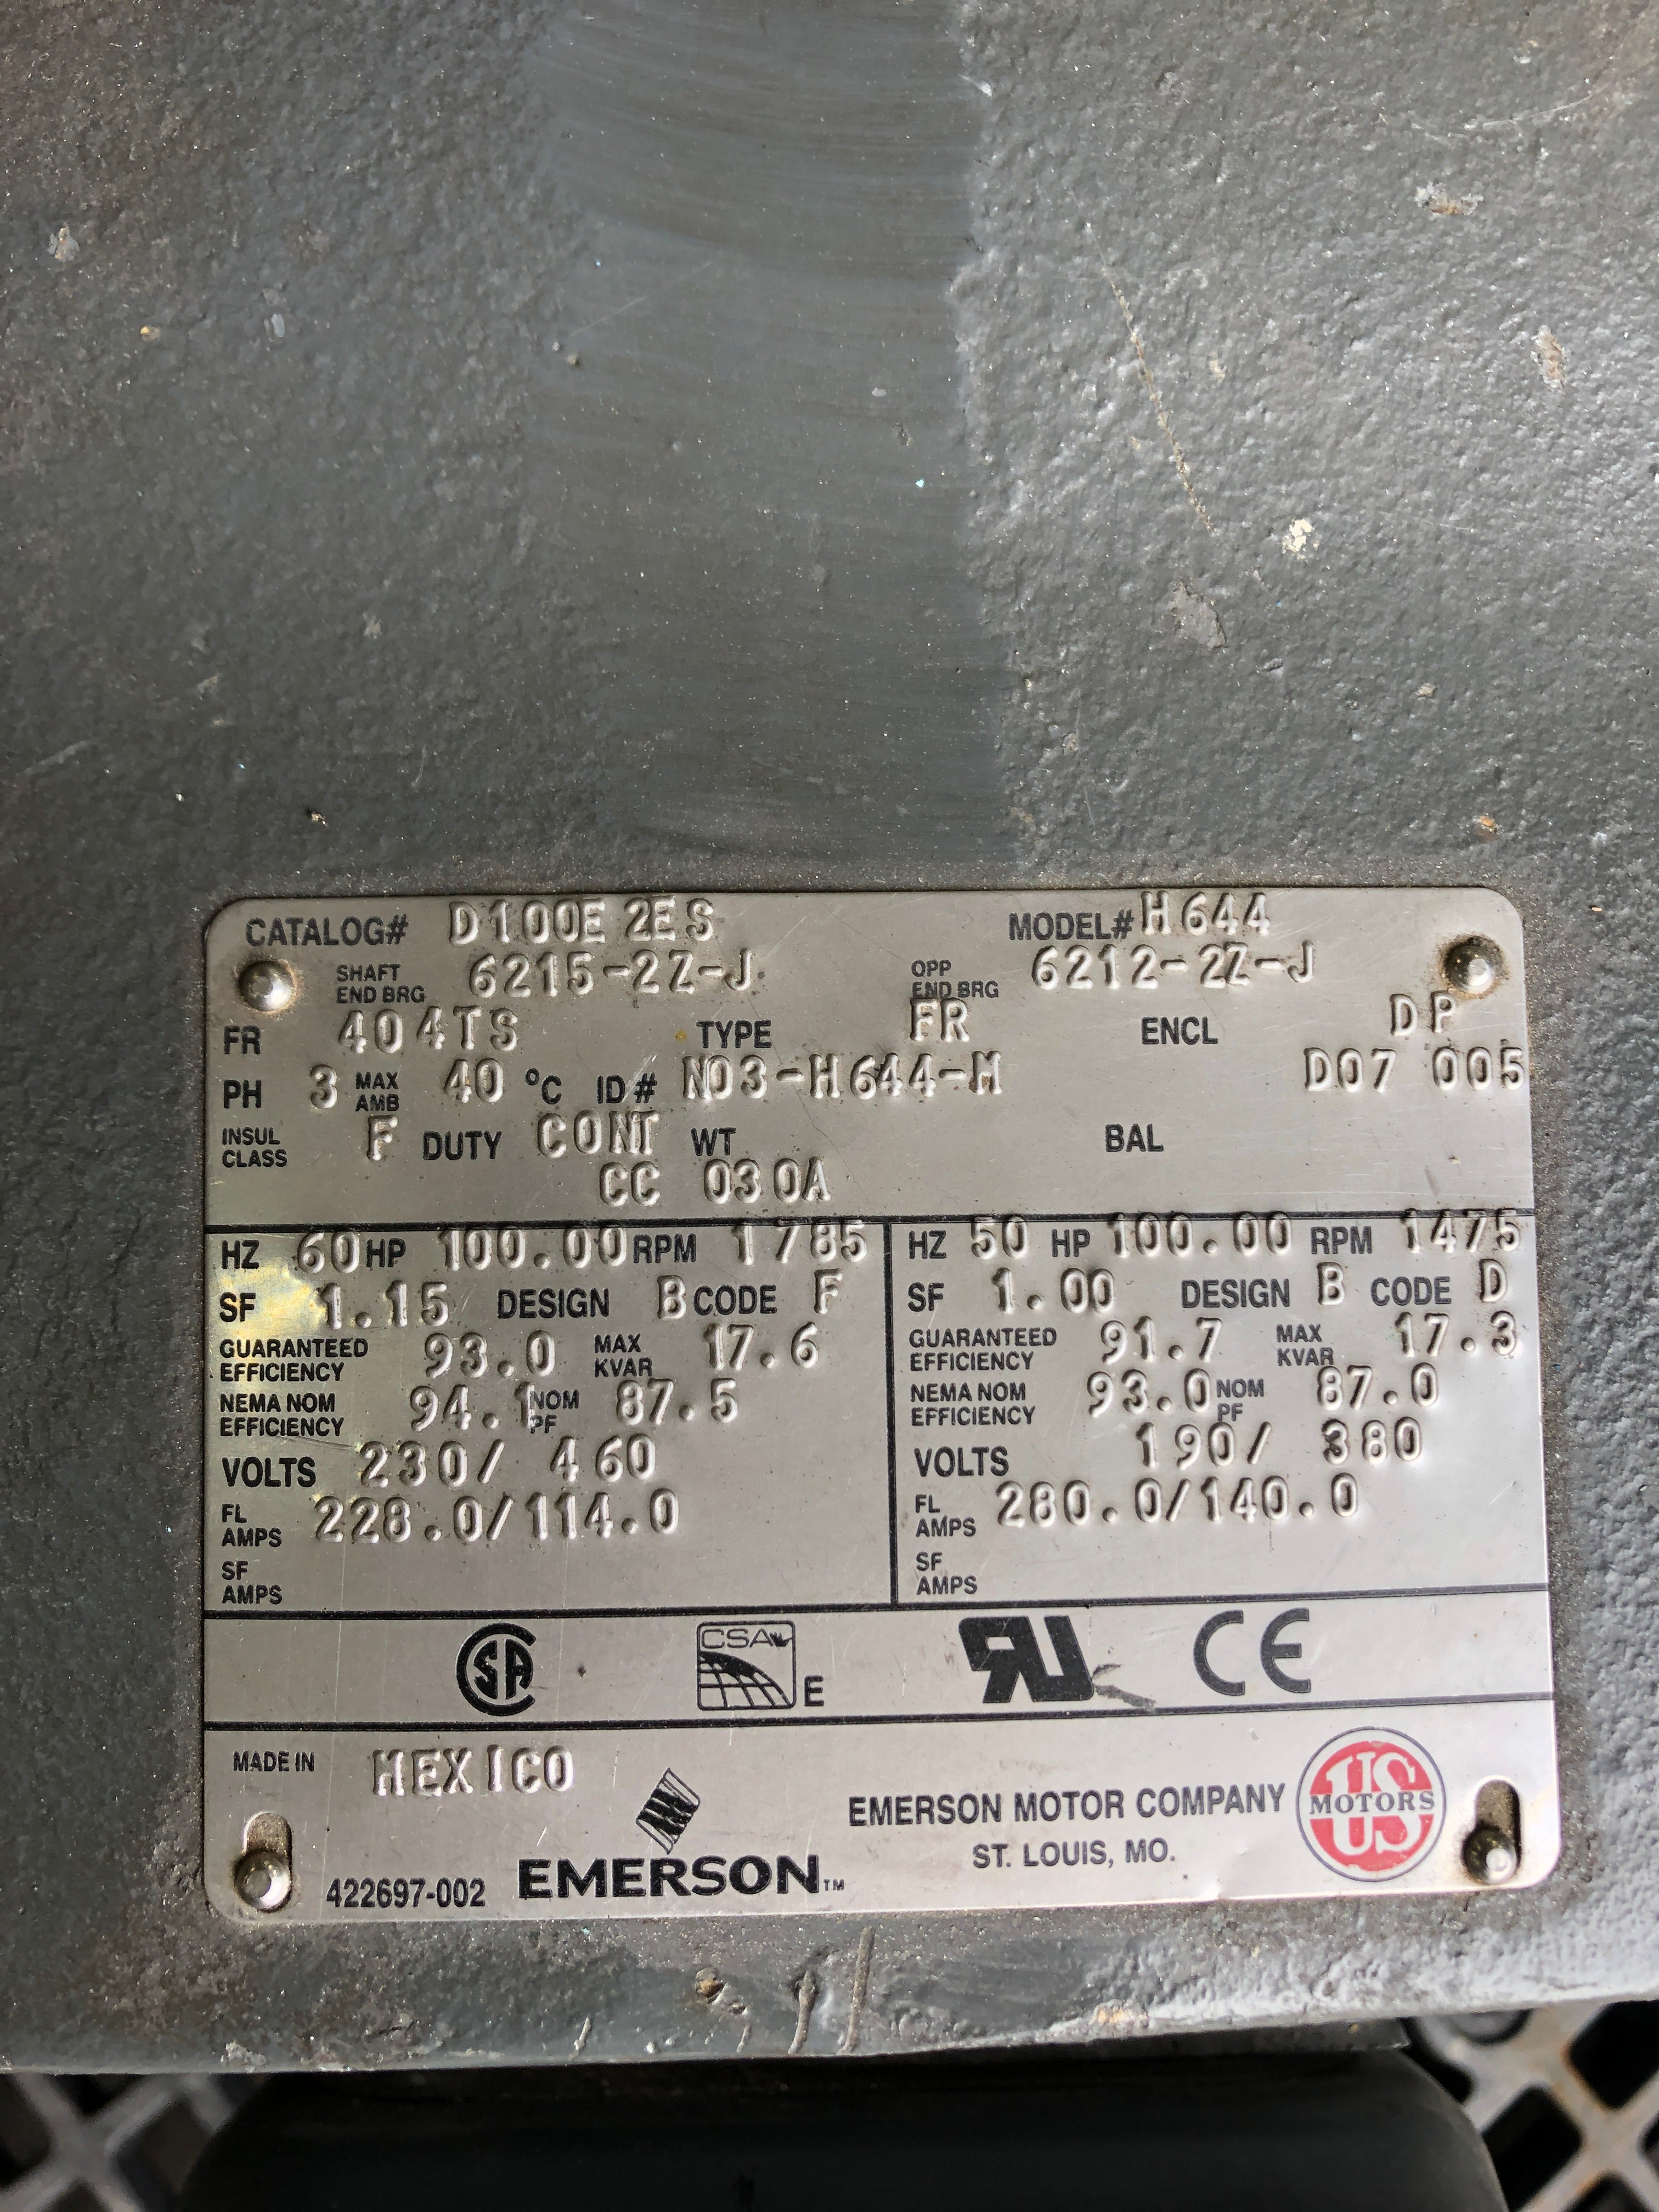 CATALOG# D100E2ES MODEL# H644
SHAFT END BRG 6215-2Z-J OPP END BRG 6212-2Z-J
FR 404TS TYPE FR ENCL DP
PH 3 MAX AMB 40 °C ID# N03-H644-M D07 005
INSUL CLASS F DUTY CONT WT BAL
CC 030A
HZ 60 HP 100.00 RPM 1785
SF 1.15 DESIGN B CODE F
GUARANTEED EFFICIENCY 93.0 MAX KVAR 17.6
NEMA NOM EFFICIENCY 94.1 NOM PF 87.5
VOLTS 230/ 460
FL AMPS 228.0/114.0
SF AMPS
HZ 50 HP 100.00 RPM 1475
SF 1.00 DESIGN B CODE D
GUARANTEED EFFICIENCY 91.7 MAX KVAR 17.3
NEMA NOM EFFICIENCY 93.0 NOM PF 87.0
VOLTS 190/ 380
FL AMPS 280.0/140.0
SF AMPS
SA CSA E RU CE
MADE IN MEXICO
EMERSON MOTOR COMPANY
ST. LOUIS, MO.
US MOTORS
422697-002 EMERSON™